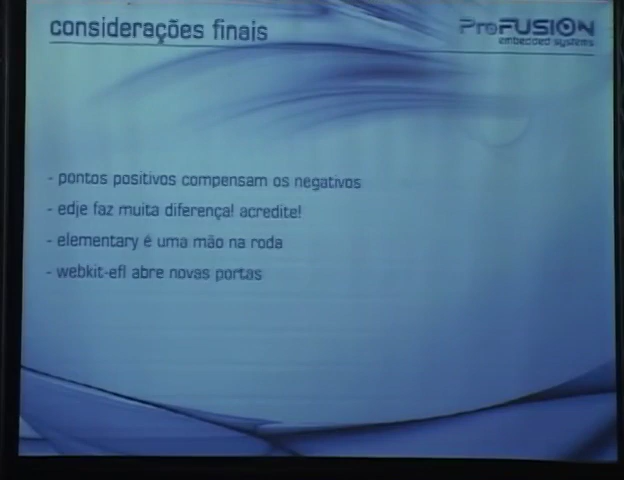 considerações finais
ProFUSION
embedded systems
- pontos positivos compensam os negativos
- edje faz muita diferença! acredite!
- elementary é uma mão na roda
- webkit-efl abre novas portas